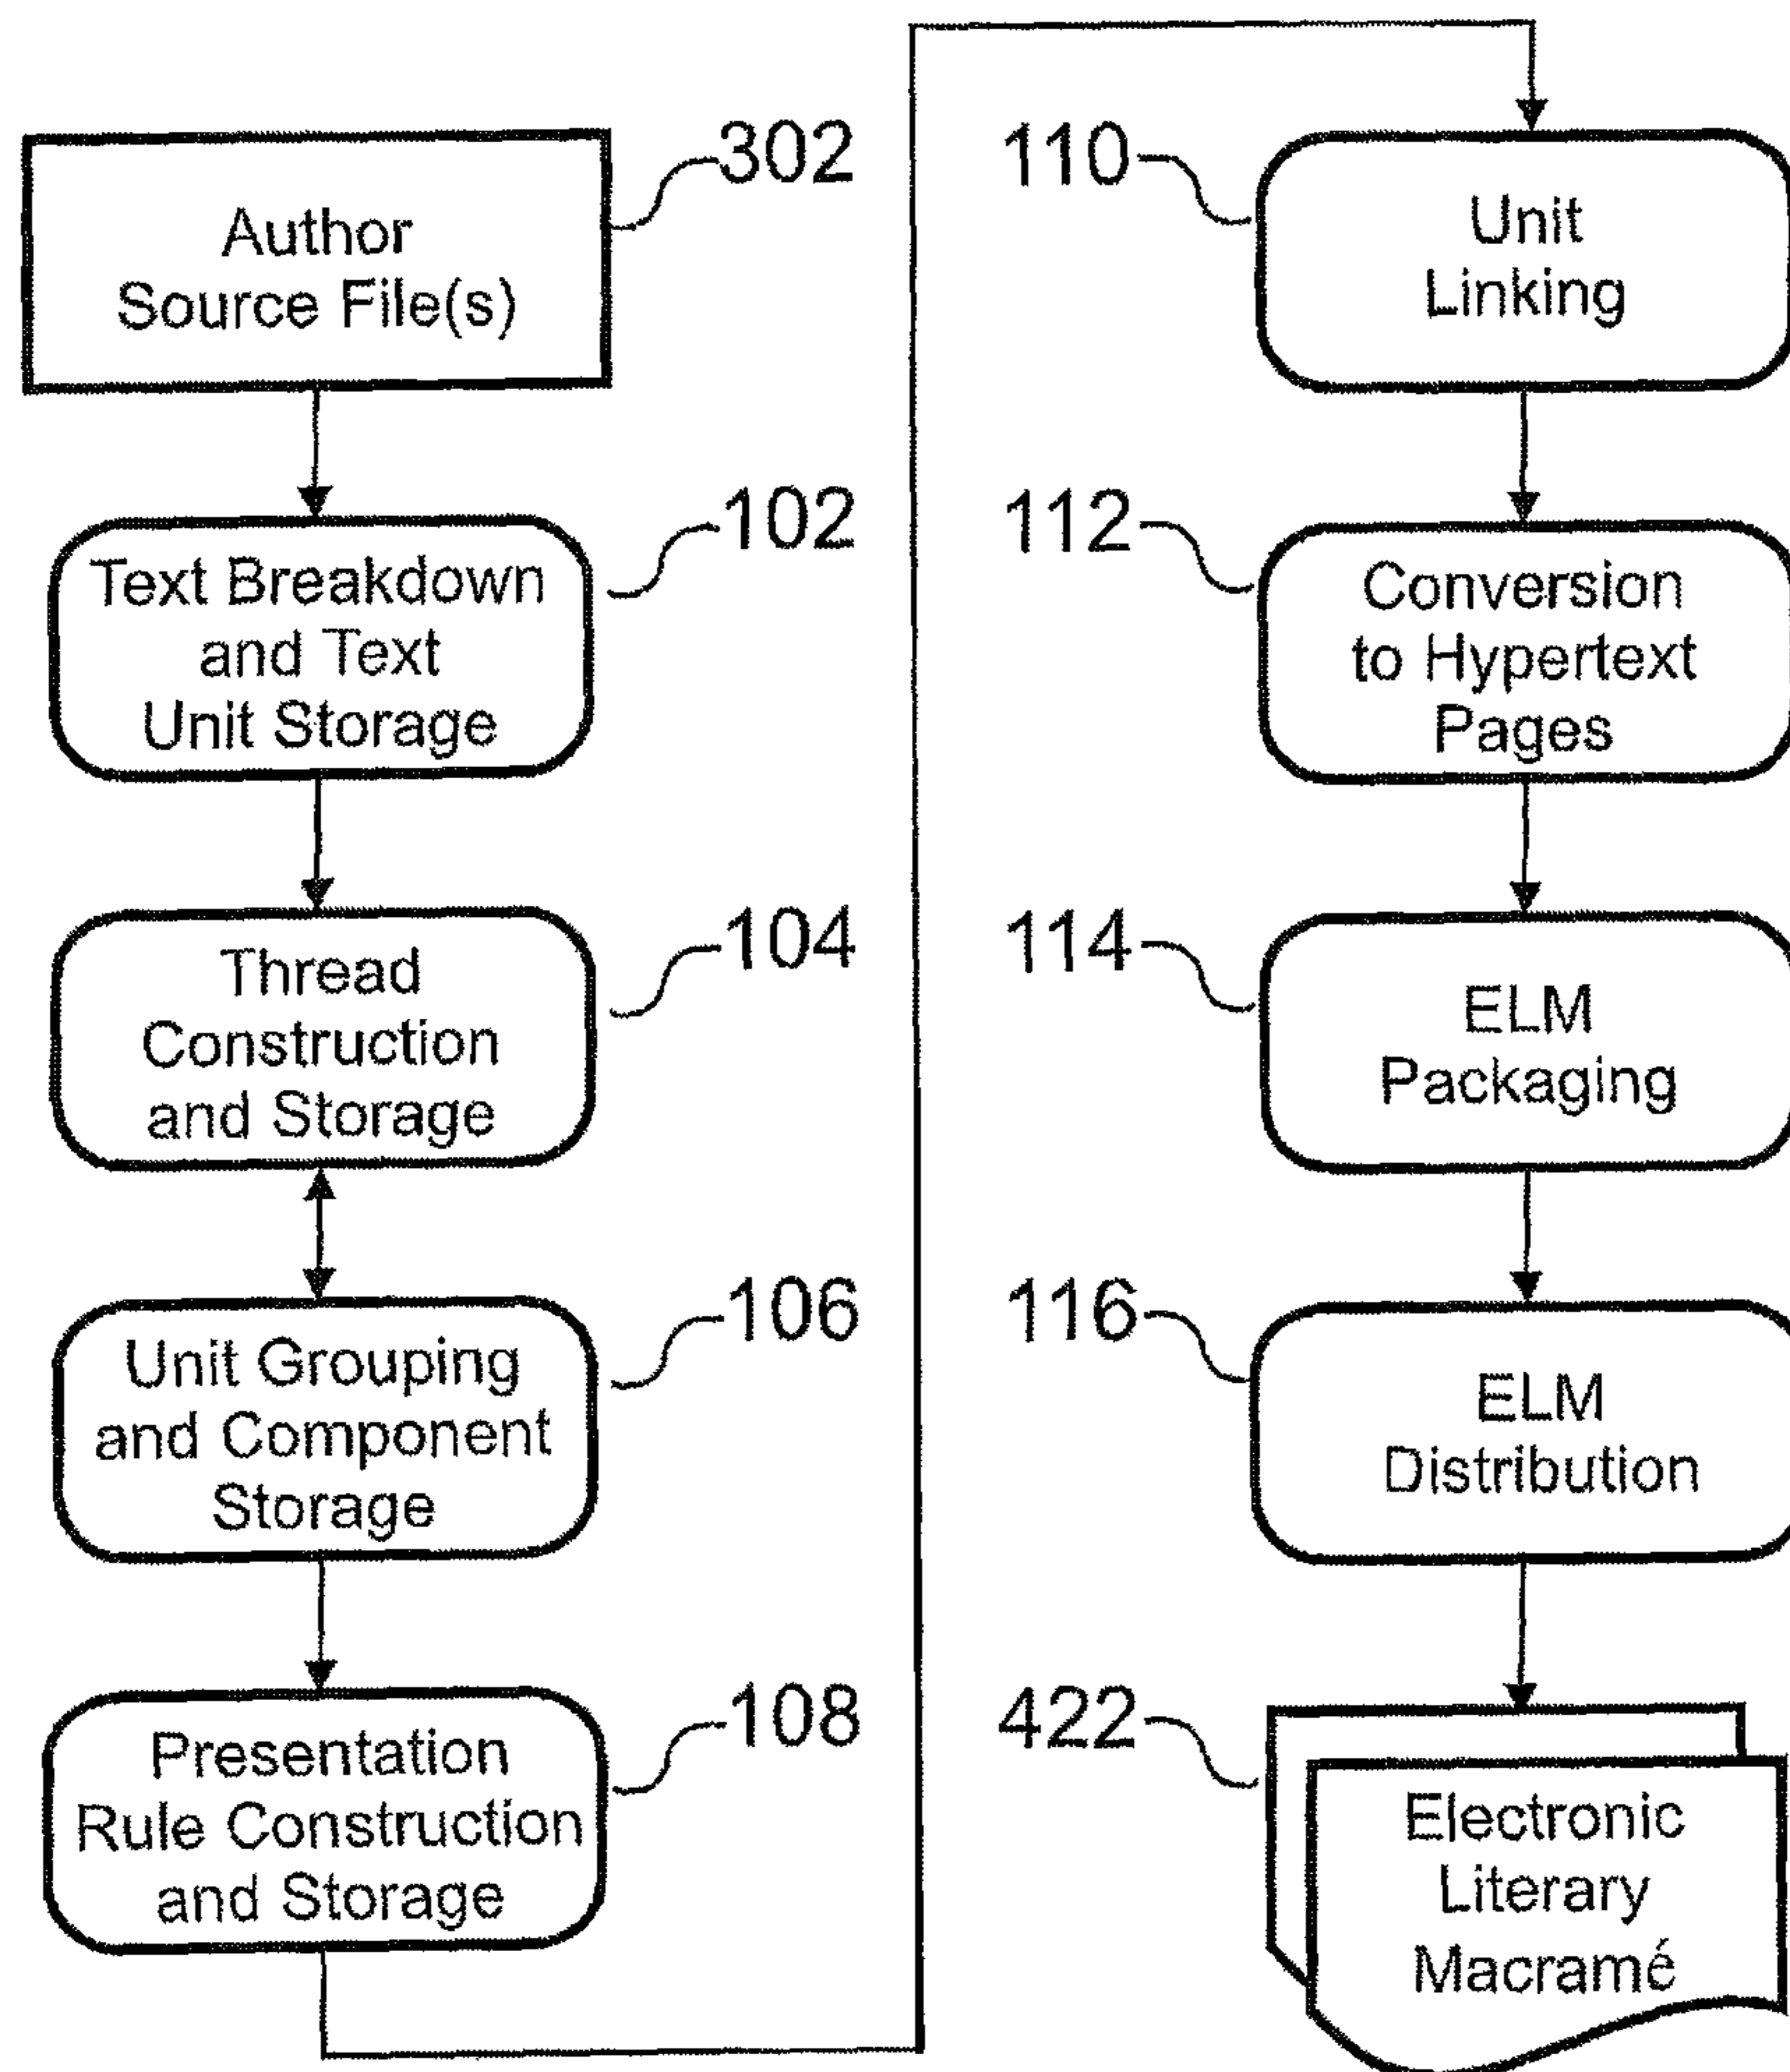 302
Author
Source File(s)
102
Text Breakdown
and Text
Unit Storage
104
Thread
Construction
and Storage
106
Unit Grouping
and Component
Storage
108
Presentation
Rule Construction
and Storage
110
Unit
Linking
112
Conversion
to Hypertext
Pages
114
ELM
Packaging
116
ELM
Distribution
422
Electronic
Literary
Macramé